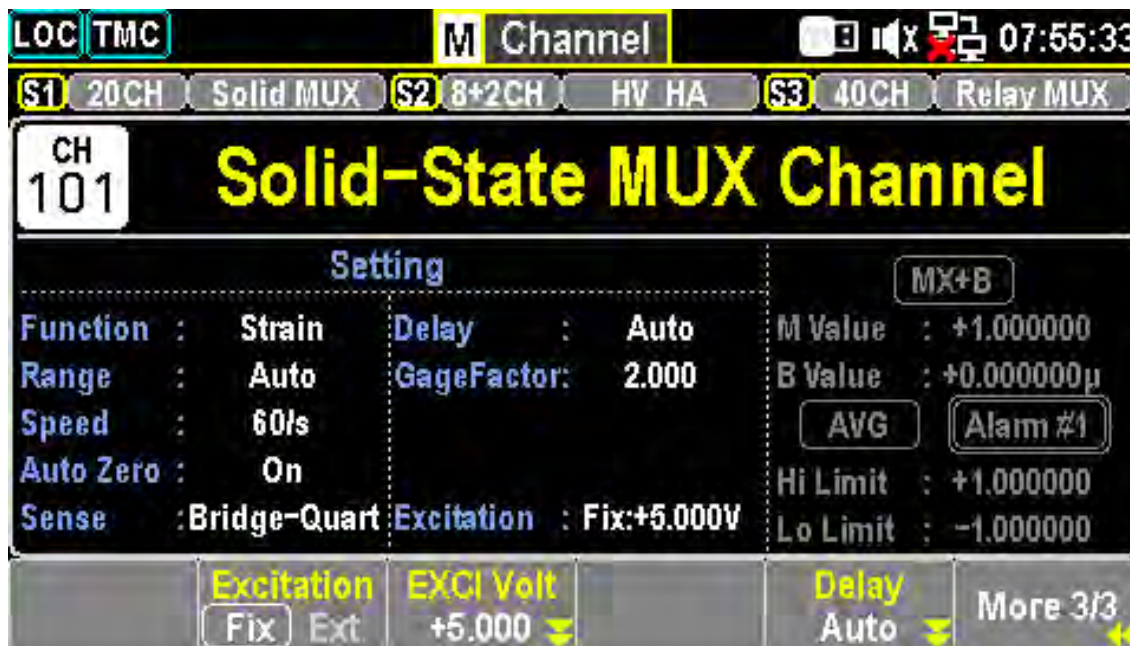 LOC TMC M Channel 07:55:33
S1 20CH Solid MUX S2 8+2CH HV HA S3 40CH Relay MUX
CH
101
Solid-State MUX Channel
Setting
MX+B
Function : Strain Delay : Auto M Value : +1.000000
Range : Auto GageFactor: 2.000 B Value : +0.000000µ
Speed : 60/s AVG Alarm #1
Auto Zero : On Hi Limit : +1.000000
Sense :Bridge-Quart Excitation : Fix:+5.000V Lo Limit : -1.000000
Excitation EXCI Volt Delay More 3/3
Fix Ext +5.000 Auto